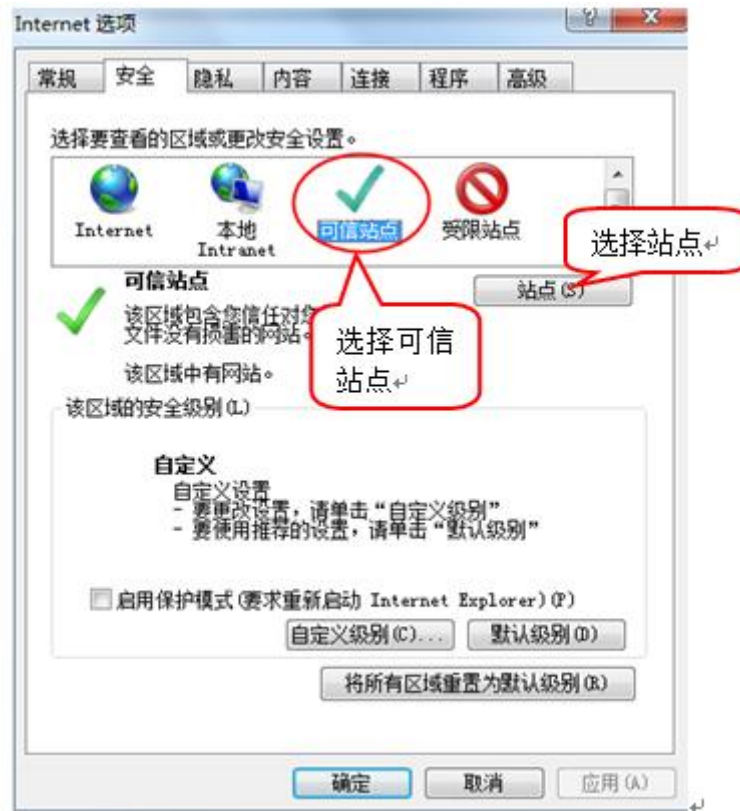 Internet 选项
常规 安全 隐私 内容 连接 程序 高级
选择要查看的区域或更改安全设置。
Internet
本地
Intranet
可信站点
受限站点
选择站点
可信站点
站点(S)
该区域包含您信任对您
文件没有损害的网站。
选择可信
站点
该区域中有网站。
该区域的安全级别(L)
自定义
自定义设置
- 要更改设置，请单击“自定义级别”
- 要使用推荐的设置，请单击“默认级别”
启用保护模式(要求重新启动 Internet Explorer)(P)
自定义级别(C)... 默认级别(D)
将所有区域重置为默认级别(R)
确定 取消 应用(A)